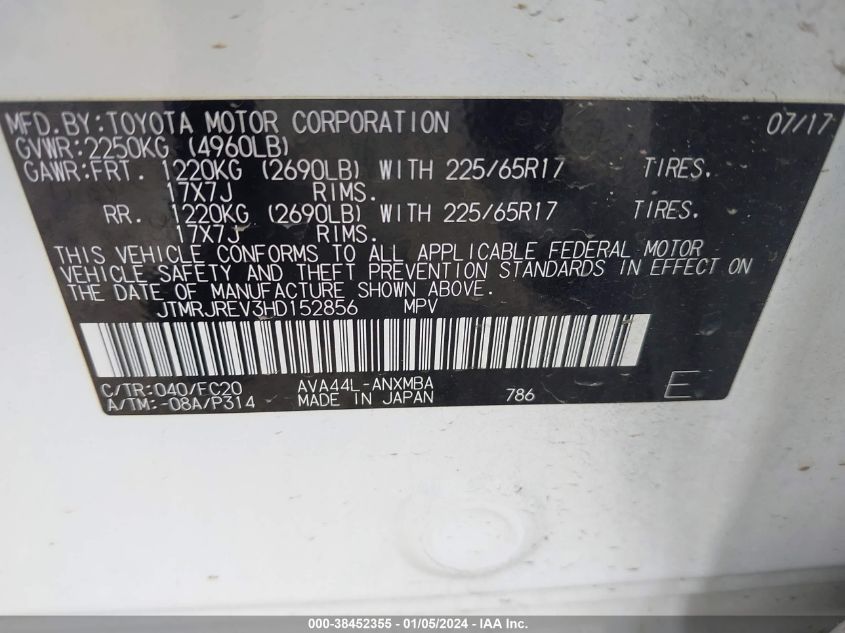 MFD.BY:TOYOTA MOTOR CORPORATION 07/17
GVWR:2250KG (4960LB)
GAWR:FRT. 1220KG (2690LB) WITH 225/65R17 TIRES.
17X7J RIMS.
RR. 1220KG (2690LB) WITH 225/65R17 TIRES.
17X7J RIMS.
THIS VEHICLE CONFORMS TO ALL APPLICABLE FEDERAL MOTOR
VEHICLE SAFETY AND THEFT PREVENTION STANDARDS IN EFFECT ON
THE DATE OF MANUFACTURE SHOWN ABOVE.
JTMRJREV3HD152856 MPV
C/TR:040/FC20 AVA44L-ANXMBA E
A/TM:-08A/P314 MADE IN JAPAN 786
000-38452355 - 01/05/2024 - IAA Inc.